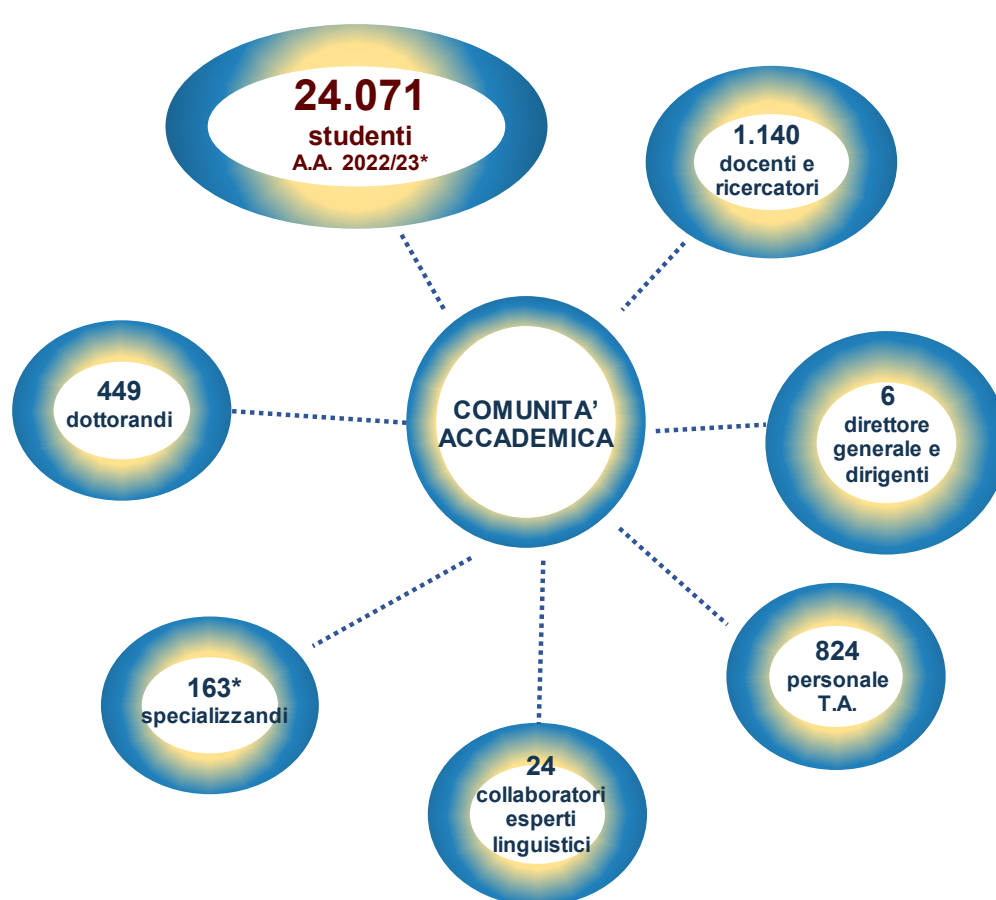 24.071
studenti
A.A. 2022/23*
1.140
docenti e
ricercatori
449
dottorandi
COMUNITA’
ACCADEMICA
6
direttore
generale e
dirigenti
163*
specializzandi
824
personale
T.A.
24
collaboratori
esperti
linguistici